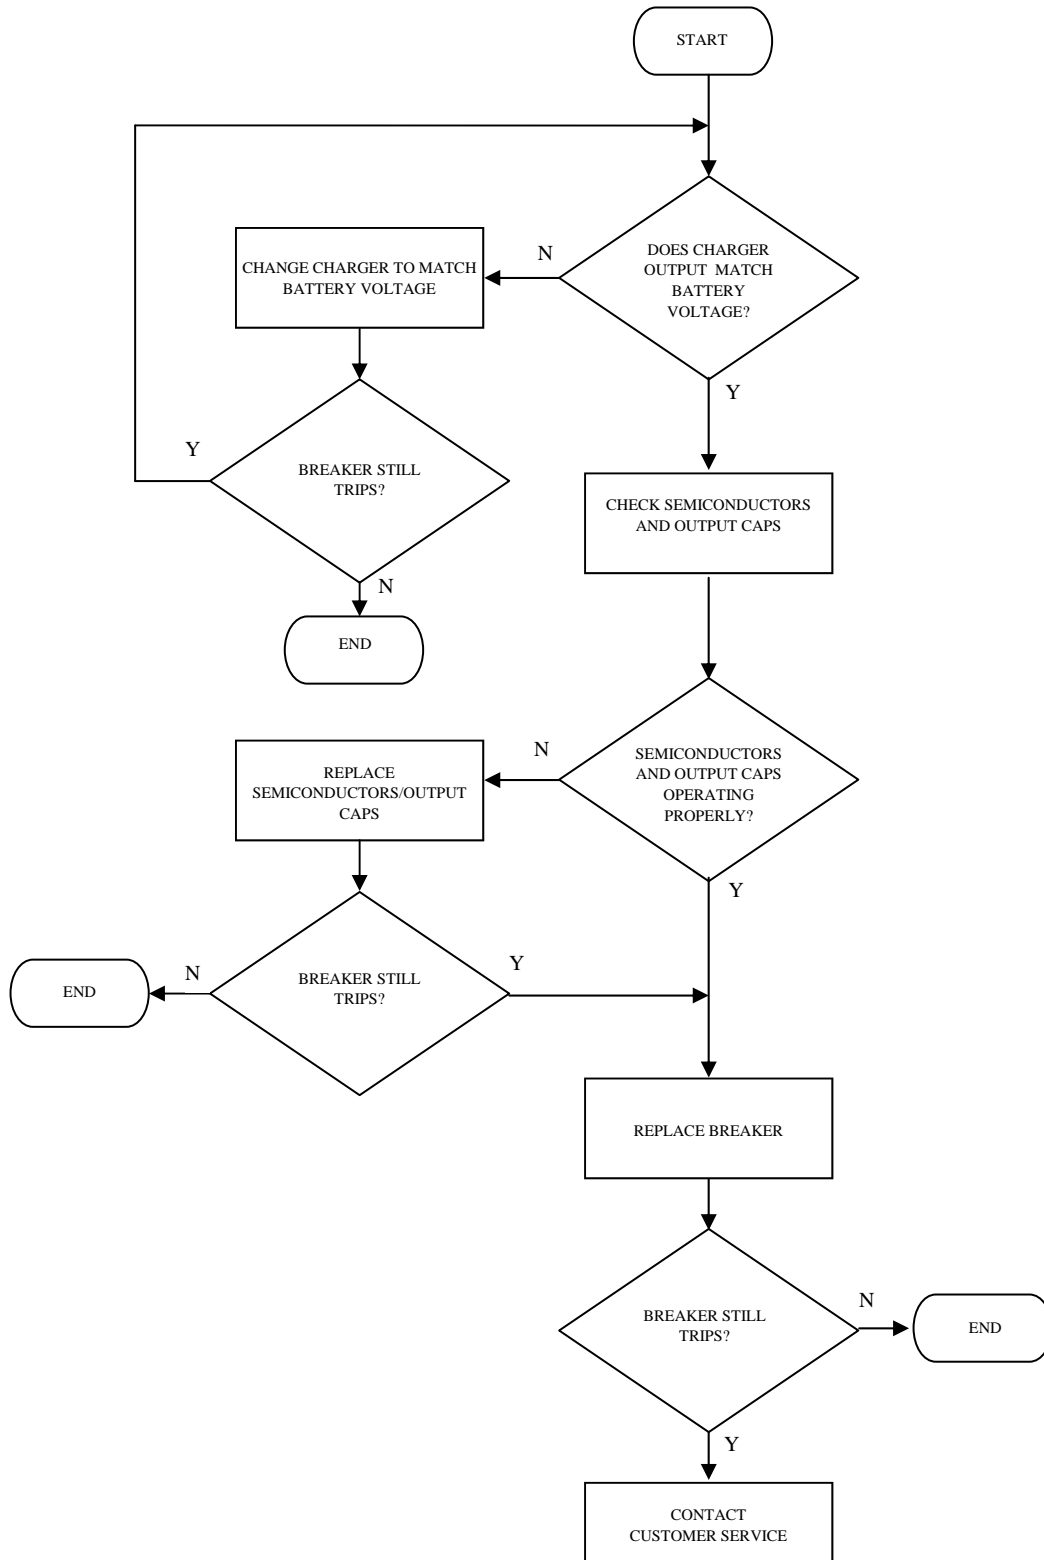 START
DOES CHARGER
OUTPUT MATCH
BATTERY
VOLTAGE?
N
CHANGE CHARGER TO MATCH
BATTERY VOLTAGE
Y
BREAKER STILL
TRIPS?
Y
N
END
CHECK SEMICONDUCTORS
AND OUTPUT CAPS
SEMICONDUCTORS
AND OUTPUT CAPS
OPERATING
PROPERLY?
N
REPLACE
SEMICONDUCTORS/OUTPUT
CAPS
Y
BREAKER STILL
TRIPS?
N
Y
END
REPLACE BREAKER
BREAKER STILL
TRIPS?
N
END
Y
CONTACT
CUSTOMER SERVICE